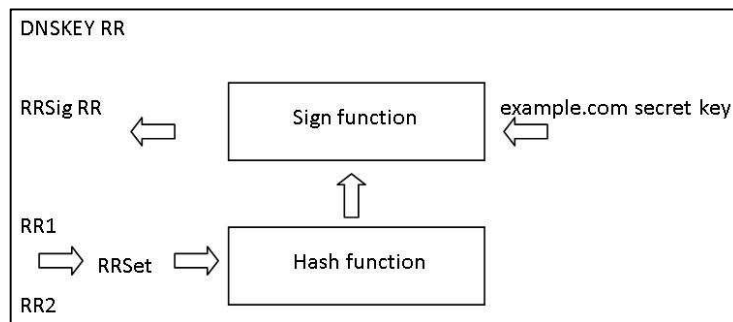 DNSKEY RR
RRSig RR
Sign function
example.com secret key
RR1
RRSet
Hash function
RR2